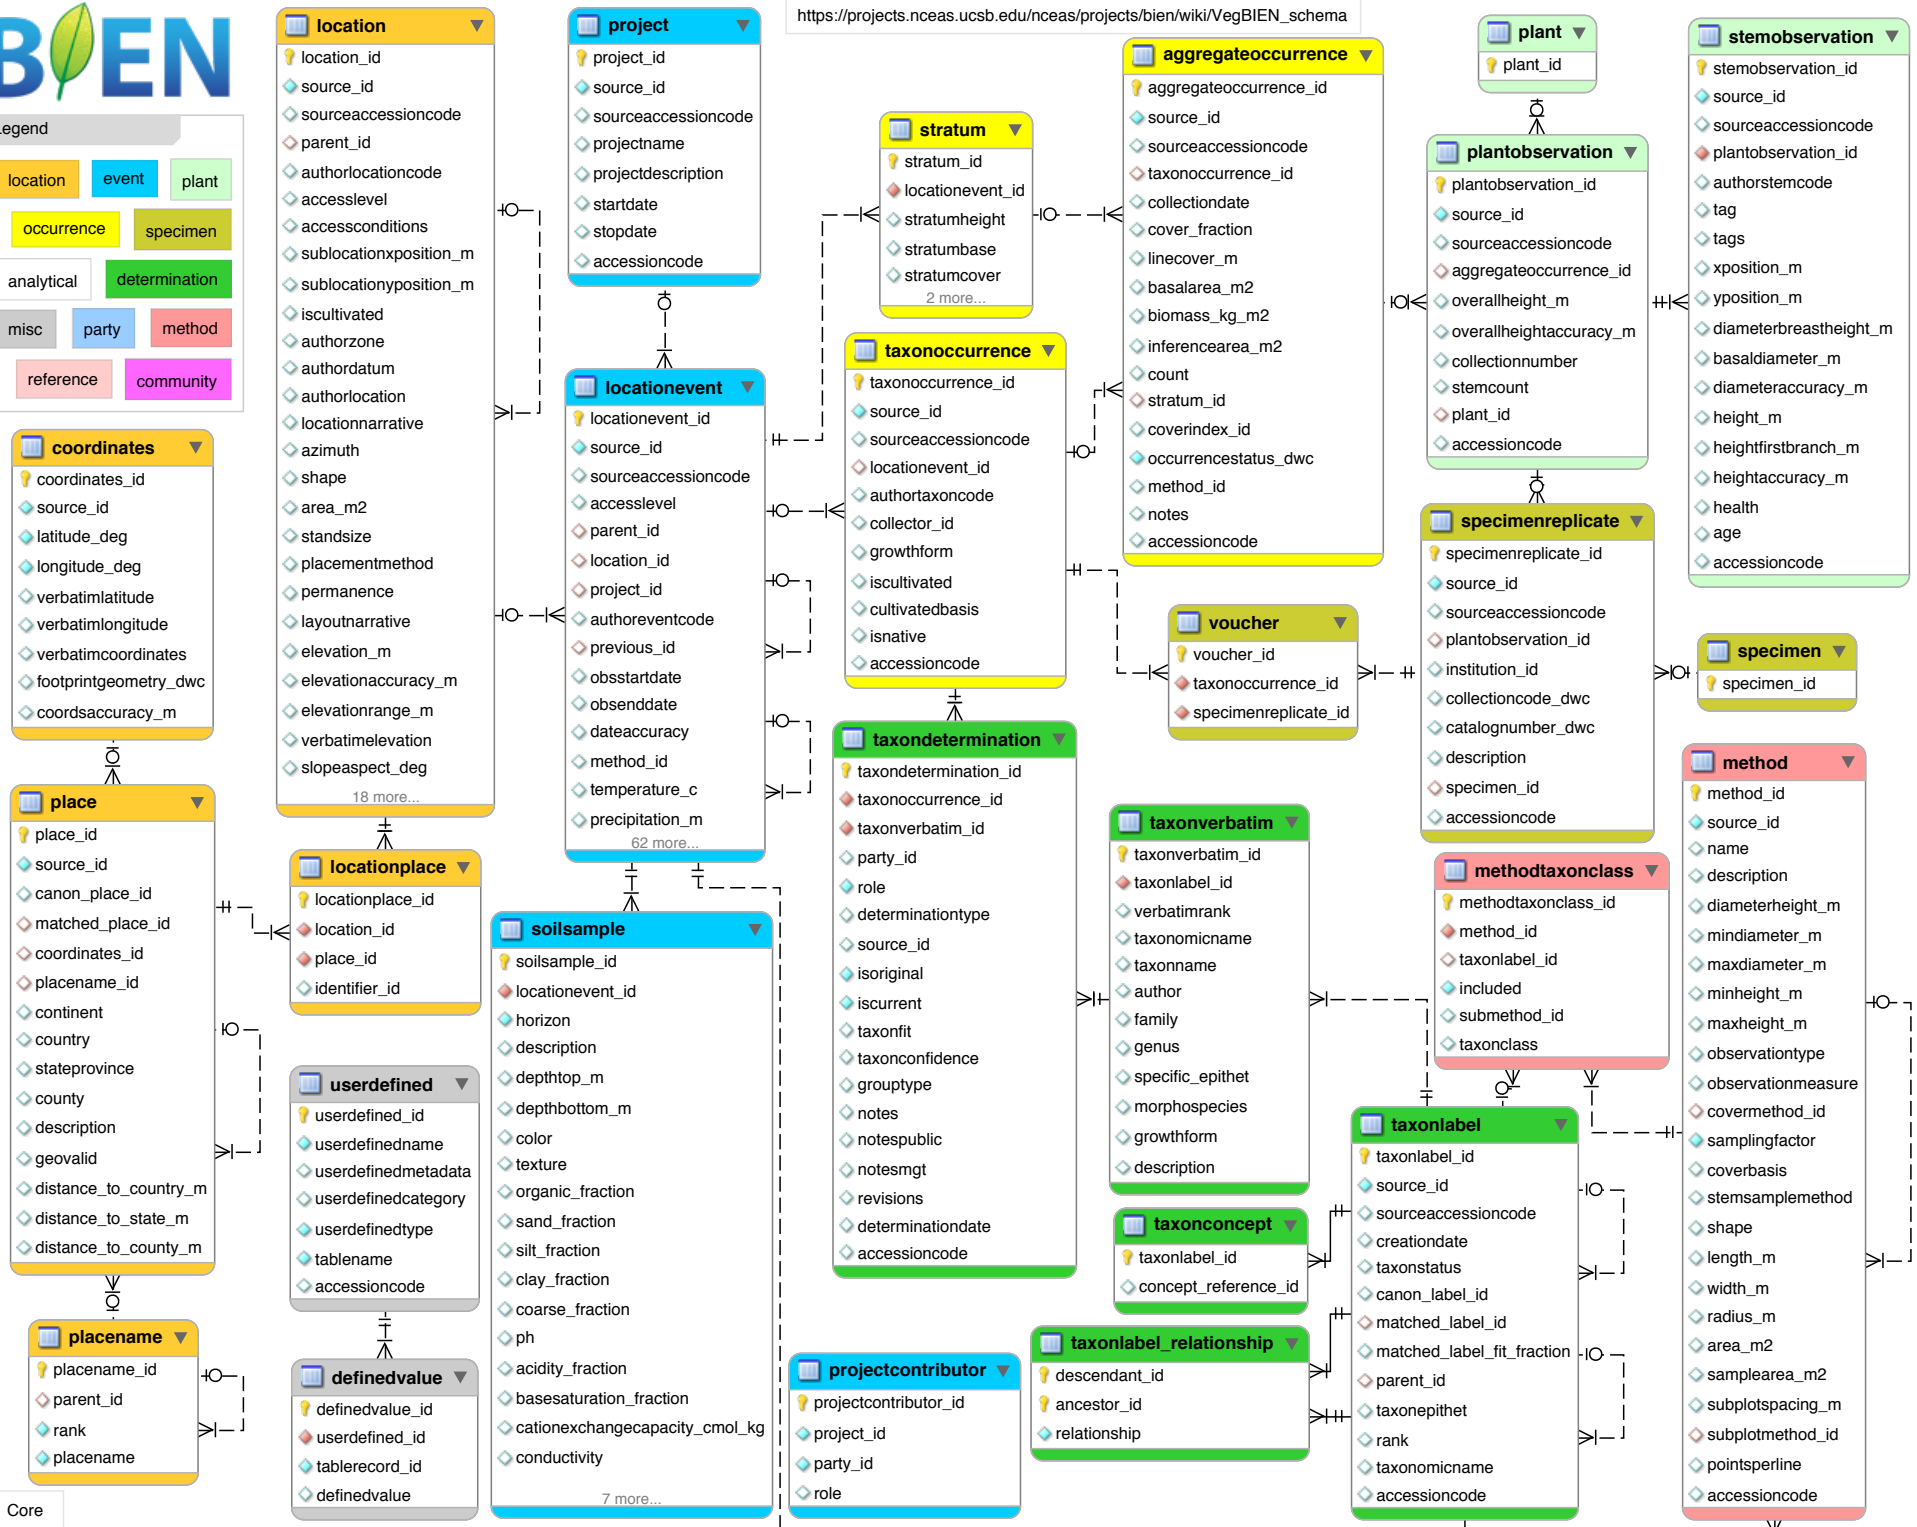 BIEN
https://projects.nceas.ucsb.edu/nceas/projects/bien/wiki/VegBIEN_schema
Legend
location
event
plant
occurrence
specimen
analytical
determination
misc
party
method
reference
community
coordinates
coordinates_id
source_id
latitude_deg
longitude_deg
verbatimlatitude
verbatimlongitude
verbatimcoordinates
footprintgeometry_dwc
coordsaccuracy_m
place
place_id
source_id
canon_place_id
matched_place_id
coordinates_id
placename_id
continent
country
stateprovince
county
description
geovalid
distance_to_country_m
distance_to_state_m
distance_to_county_m
placename
placename_id
parent_id
rank
placename
Core
location
location_id
source_id
sourceaccessioncode
parent_id
authorlocationcode
accesslevel
accessconditions
sublocationxposition_m
sublocationyposition_m
iscultivated
authorzone
authordatum
authorlocation
locationnarrative
azimuth
shape
area_m2
standsize
placementmethod
permanence
layoutnarrative
elevation_m
elevationaccuracy_m
elevationrange_m
verbatimelevation
slopeaspect_deg
18 more...
locationplace
locationplace_id
location_id
place_id
identifier_id
userdefined
userdefined_id
userdefinedname
userdefinedmetadata
userdefinedcategory
userdefinedtype
tablename
accessioncode
definedvalue
definedvalue_id
userdefined_id
tablerecord_id
definedvalue
project
project_id
source_id
sourceaccessioncode
projectname
projectdescription
startdate
stopdate
accessioncode
locationevent
locationevent_id
source_id
sourceaccessioncode
accesslevel
parent_id
location_id
project_id
authoreventcode
previous_id
obsstartdate
obsenddate
dateaccuracy
method_id
temperature_c
precipitation_m
62 more...
soilsample
soilsample_id
locationevent_id
horizon
description
depthtop_m
depthbottom_m
color
texture
organic_fraction
sand_fraction
silt_fraction
clay_fraction
coarse_fraction
ph
acidity_fraction
basesaturation_fraction
cationexchangecapacity_cmol_kg
conductivity
7 more...
stratum
stratum_id
locationevent_id
stratumheight
stratumbase
stratumcover
2 more...
taxonoccurrence
taxonoccurrence_id
source_id
sourceaccessioncode
locationevent_id
authortaxoncode
collector_id
growthform
iscultivated
cultivatedbasis
isnative
accessioncode
taxondetermination
taxondetermination_id
taxonoccurrence_id
taxonverbatim_id
party_id
role
determinationtype
source_id
isoriginal
iscurrent
taxonfit
taxonconfidence
grouptype
notes
notespublic
notesmgt
revisions
determinationdate
accessioncode
projectcontributor
projectcontributor_id
project_id
party_id
role
aggregateoccurrence
aggregateoccurrence_id
source_id
sourceaccessioncode
taxonoccurrence_id
collectiondate
cover_fraction
linecover_m
basalarea_m2
biomass_kg_m2
inferencearea_m2
count
stratum_id
coverindex_id
occurrencestatus_dwc
method_id
notes
accessioncode
voucher
voucher_id
taxonoccurrence_id
specimenreplicate_id
taxonverbatim
taxonverbatim_id
taxonlabel_id
verbatimrank
taxonomicname
taxonname
author
family
genus
specific_epithet
morphospecies
growthform
description
taxonconcept
taxonlabel_id
concept_reference_id
taxonlabel_relationship
descendant_id
ancestor_id
relationship
plant
plant_id
plantobservation
plantobservation_id
source_id
sourceaccessioncode
aggregateoccurrence_id
overallheight_m
overallheightaccuracy_m
collectionnumber
stemcount
plant_id
accessioncode
specimenreplicate
specimenreplicate_id
source_id
sourceaccessioncode
plantobservation_id
institution_id
collectioncode_dwc
catalognumber_dwc
description
specimen_id
accessioncode
methodtaxonclass
methodtaxonclass_id
method_id
taxonlabel_id
included
submethod_id
taxonclass
taxonlabel
taxonlabel_id
source_id
sourceaccessioncode
creationdate
taxonstatus
canon_label_id
matched_label_id
matched_label_fit_fraction
parent_id
taxonepithet
rank
taxonomicname
accessioncode
stemobservation
stemobservation_id
source_id
sourceaccessioncode
plantobservation_id
authorstemcode
tag
tags
xposition_m
yposition_m
diameterbreastheight_m
basaldiameter_m
diameteraccuracy_m
height_m
heightfirstbranch_m
heightaccuracy_m
health
age
accessioncode
specimen
specimen_id
method
method_id
source_id
name
description
diameterheight_m
mindiameter_m
maxdiameter_m
minheight_m
maxheight_m
observationtype
observationmeasure
covermethod_id
samplingfactor
coverbasis
stemsamplemethod
shape
length_m
width_m
radius_m
area_m2
samplearea_m2
subplotspacing_m
subplotmethod_id
pointsperline
accessioncode